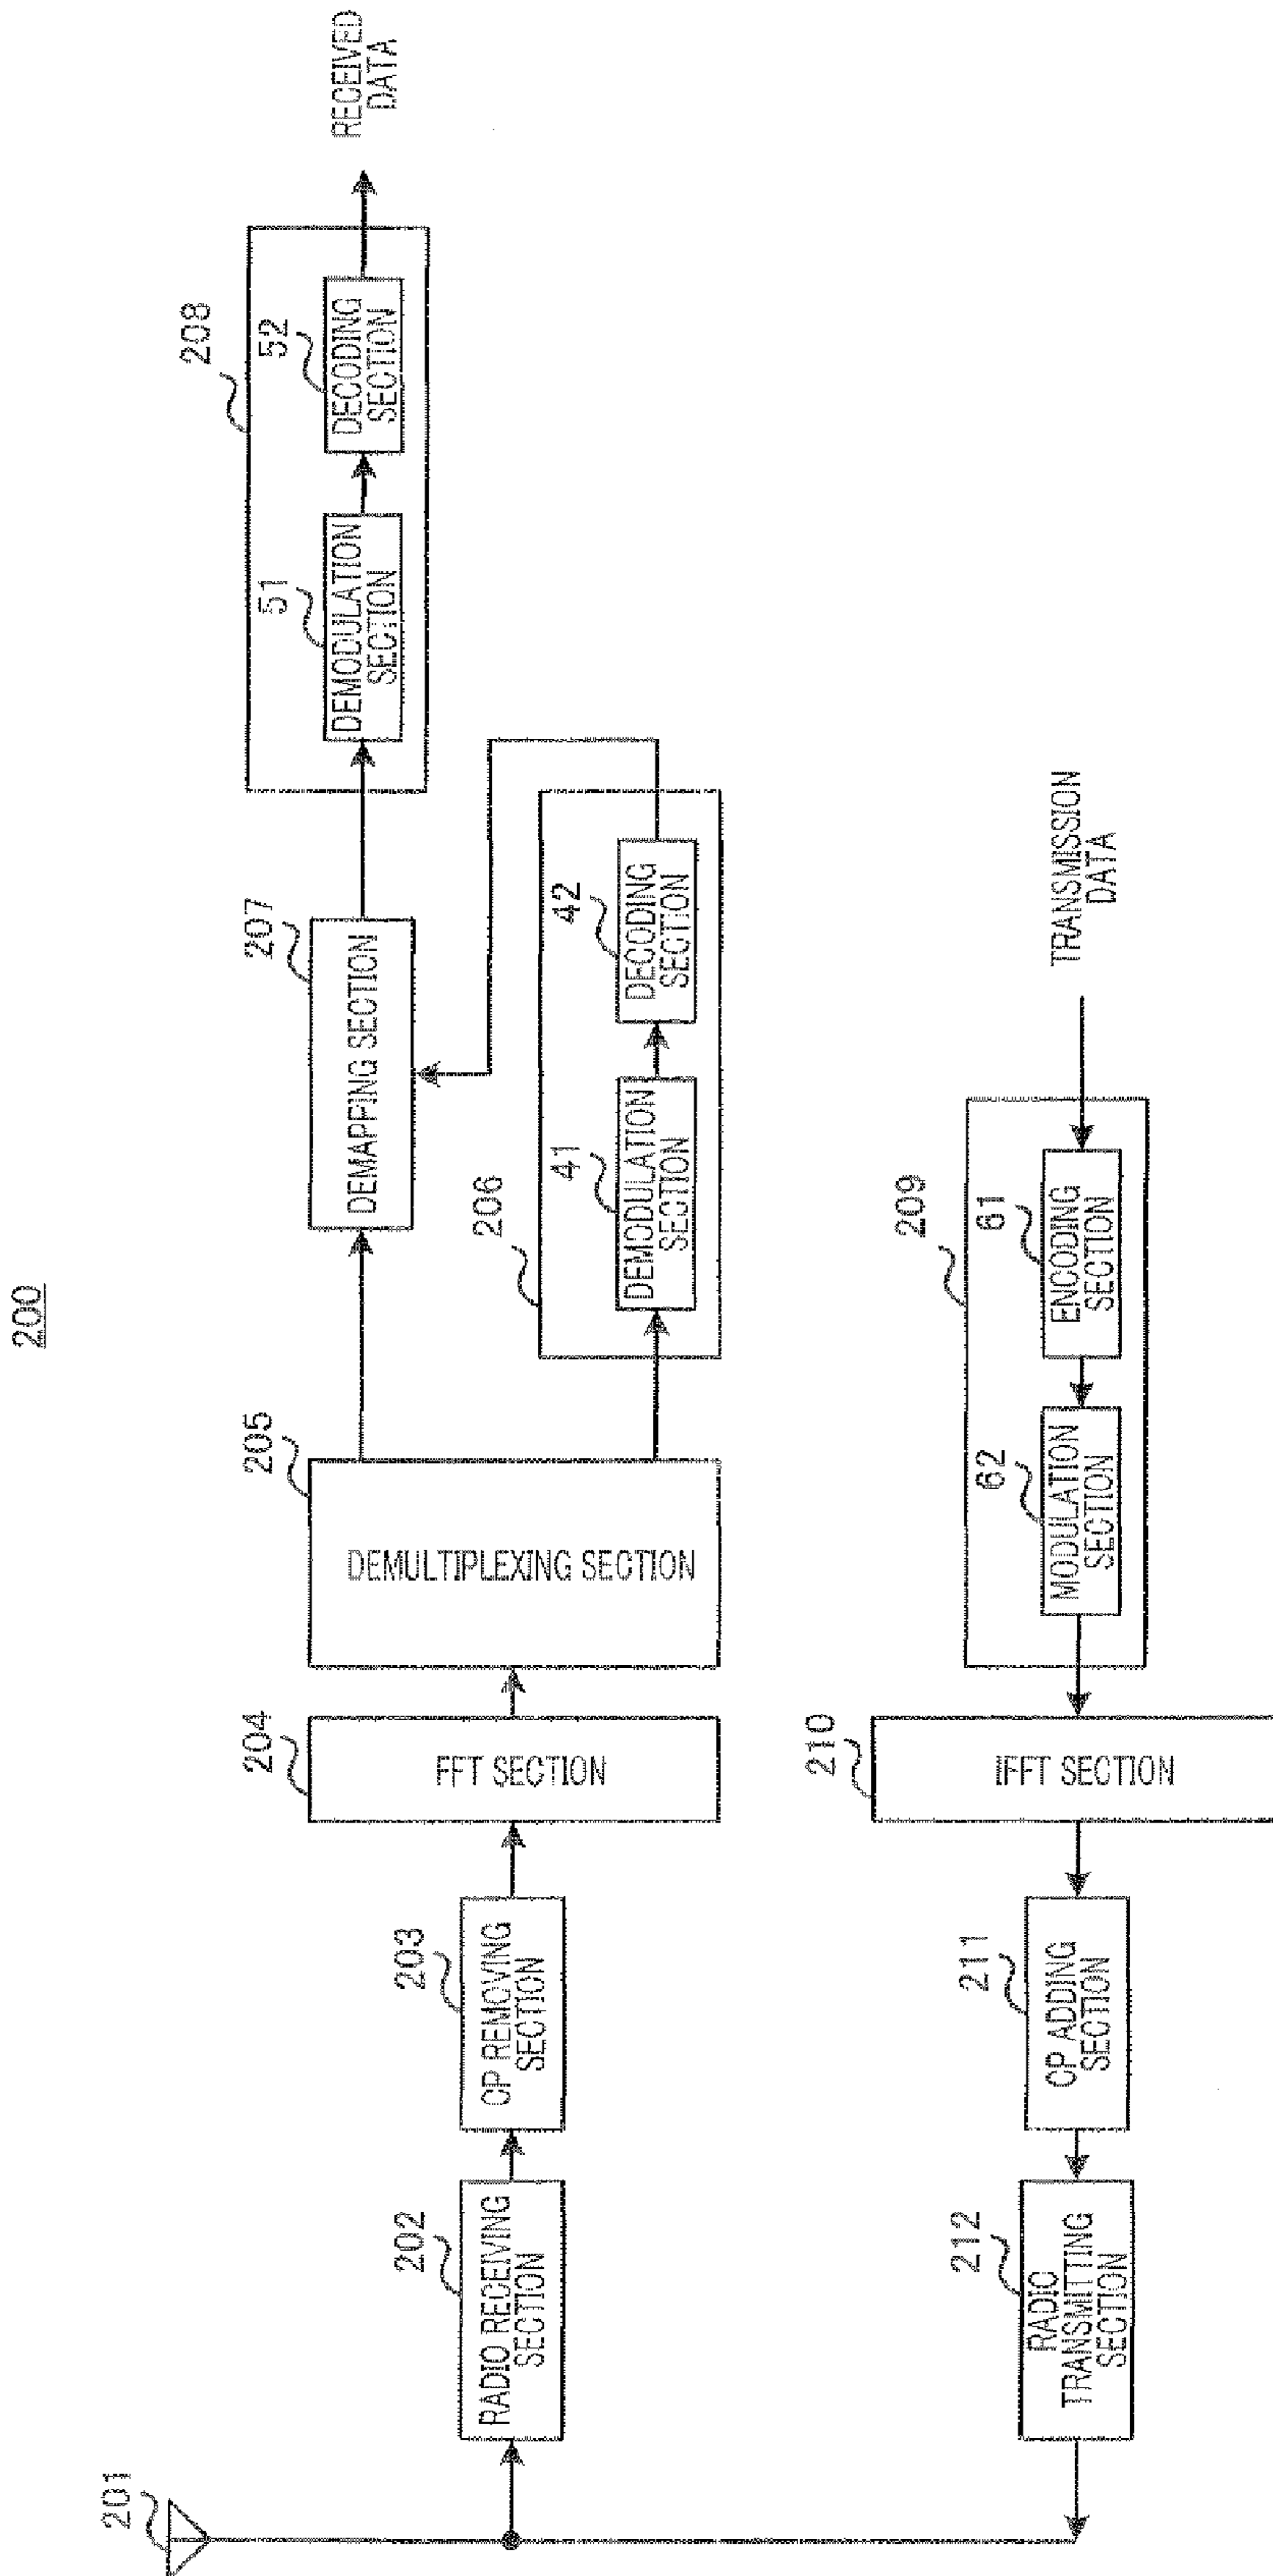 200
201
202
RADIO RECEIVING
SECTION
203
CP REMOVING
SECTION
204
FFT SECTION
205
DEMULTIPLEXING SECTION
206
41
DEMODULATION
SECTION
42
DECODING
SECTION
207
DEMAPPING SECTION
208
51
DEMODULATION
SECTION
52
DECODING
SECTION
RECEIVED
DATA
TRANSMISSION
DATA
209
61
ENCODING
SECTION
62
MODULATION
SECTION
210
IFFT SECTION
211
CP ADDING
SECTION
212
RADIO
TRANSMITTING
SECTION